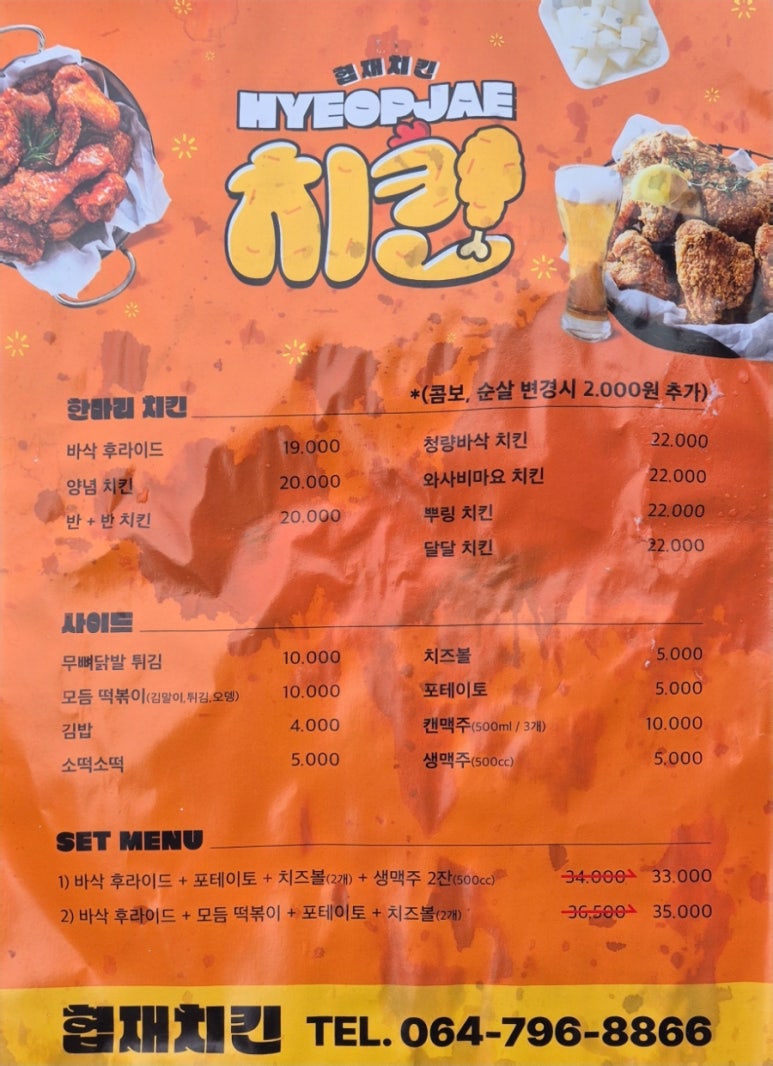 협재치킨
HYEOPJAE
치킨
한마리 치킨
*(콤보, 순살 변경시 2.000원 추가)
바삭 후라이드 19.000
양념 치킨 20.000
반 + 반 치킨 20.000
청량바삭 치킨 22.000
와사비마요 치킨 22.000
뿌링 치킨 22.000
달달 치킨 22.000
사이드
무뼈닭발 튀김 10.000
모듬 떡볶이(김말이,튀김,오뎅) 10.000
김밥 4.000
소떡소떡 5.000
치즈볼 5.000
포테이토 5.000
캔맥주(500ml / 3개) 10.000
생맥주(500cc) 5.000
SET MENU
1) 바삭 후라이드 + 포테이토 + 치즈볼(2개) + 생맥주 2잔(500cc) 34.000 33.000
2) 바삭 후라이드 + 모듬 떡볶이 + 포테이토 + 치즈볼(2개) 36.500 35.000
협재치킨 TEL. 064-796-8866